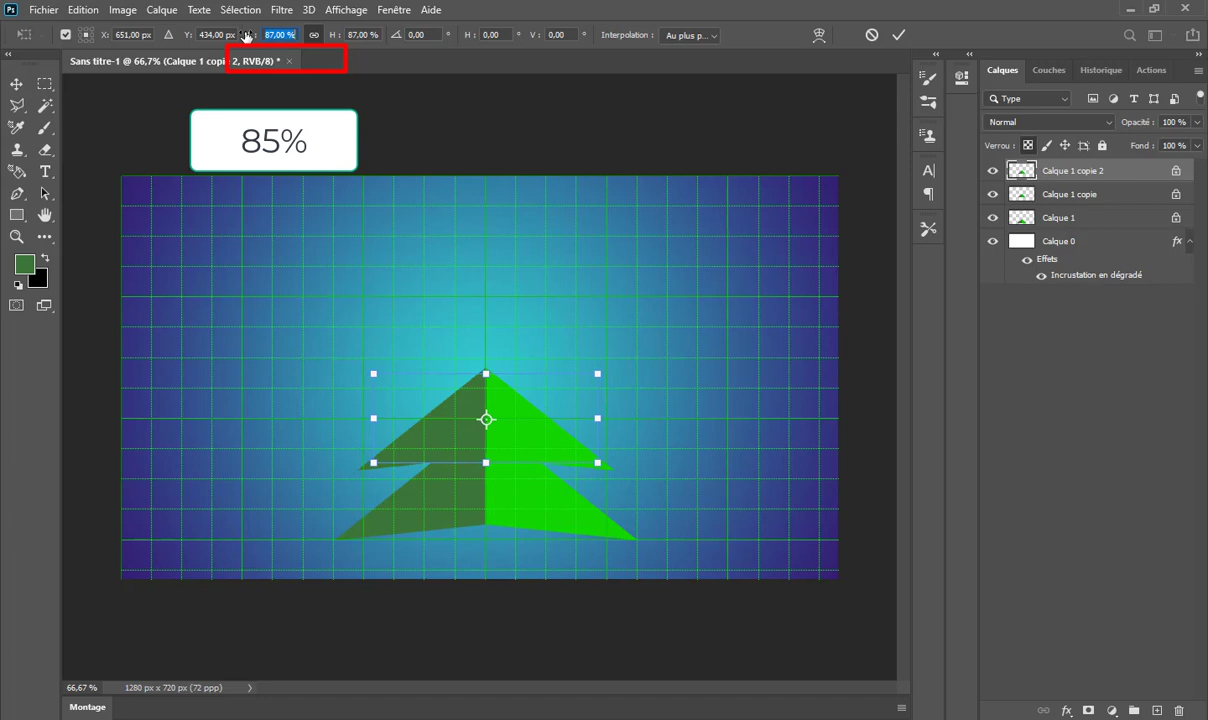 Ps Fichier Edition Image Calque Texte Sélection Filtre 3D Affichage Fenêtre Aide
X: 651,00 px Y: 434,00 px 87,00 % H: 87,00 % 0,00 ° H: 0,00 ° V: 0,00 ° Interpolation : Au plus p...
Sans titre-1 @ 66,7% (Calque 1 copie 2, RVB/8) *
85%
Calques Couches Historique Actions
Type
Normal Opacité : 100 %
Verrou : Fond : 100 %
Calque 1 copie 2
Calque 1 copie
Calque 1
Calque 0 fx
Effets
Incrustation en dégradé
66,67 % 1280 px x 720 px (72 ppp)
Montage